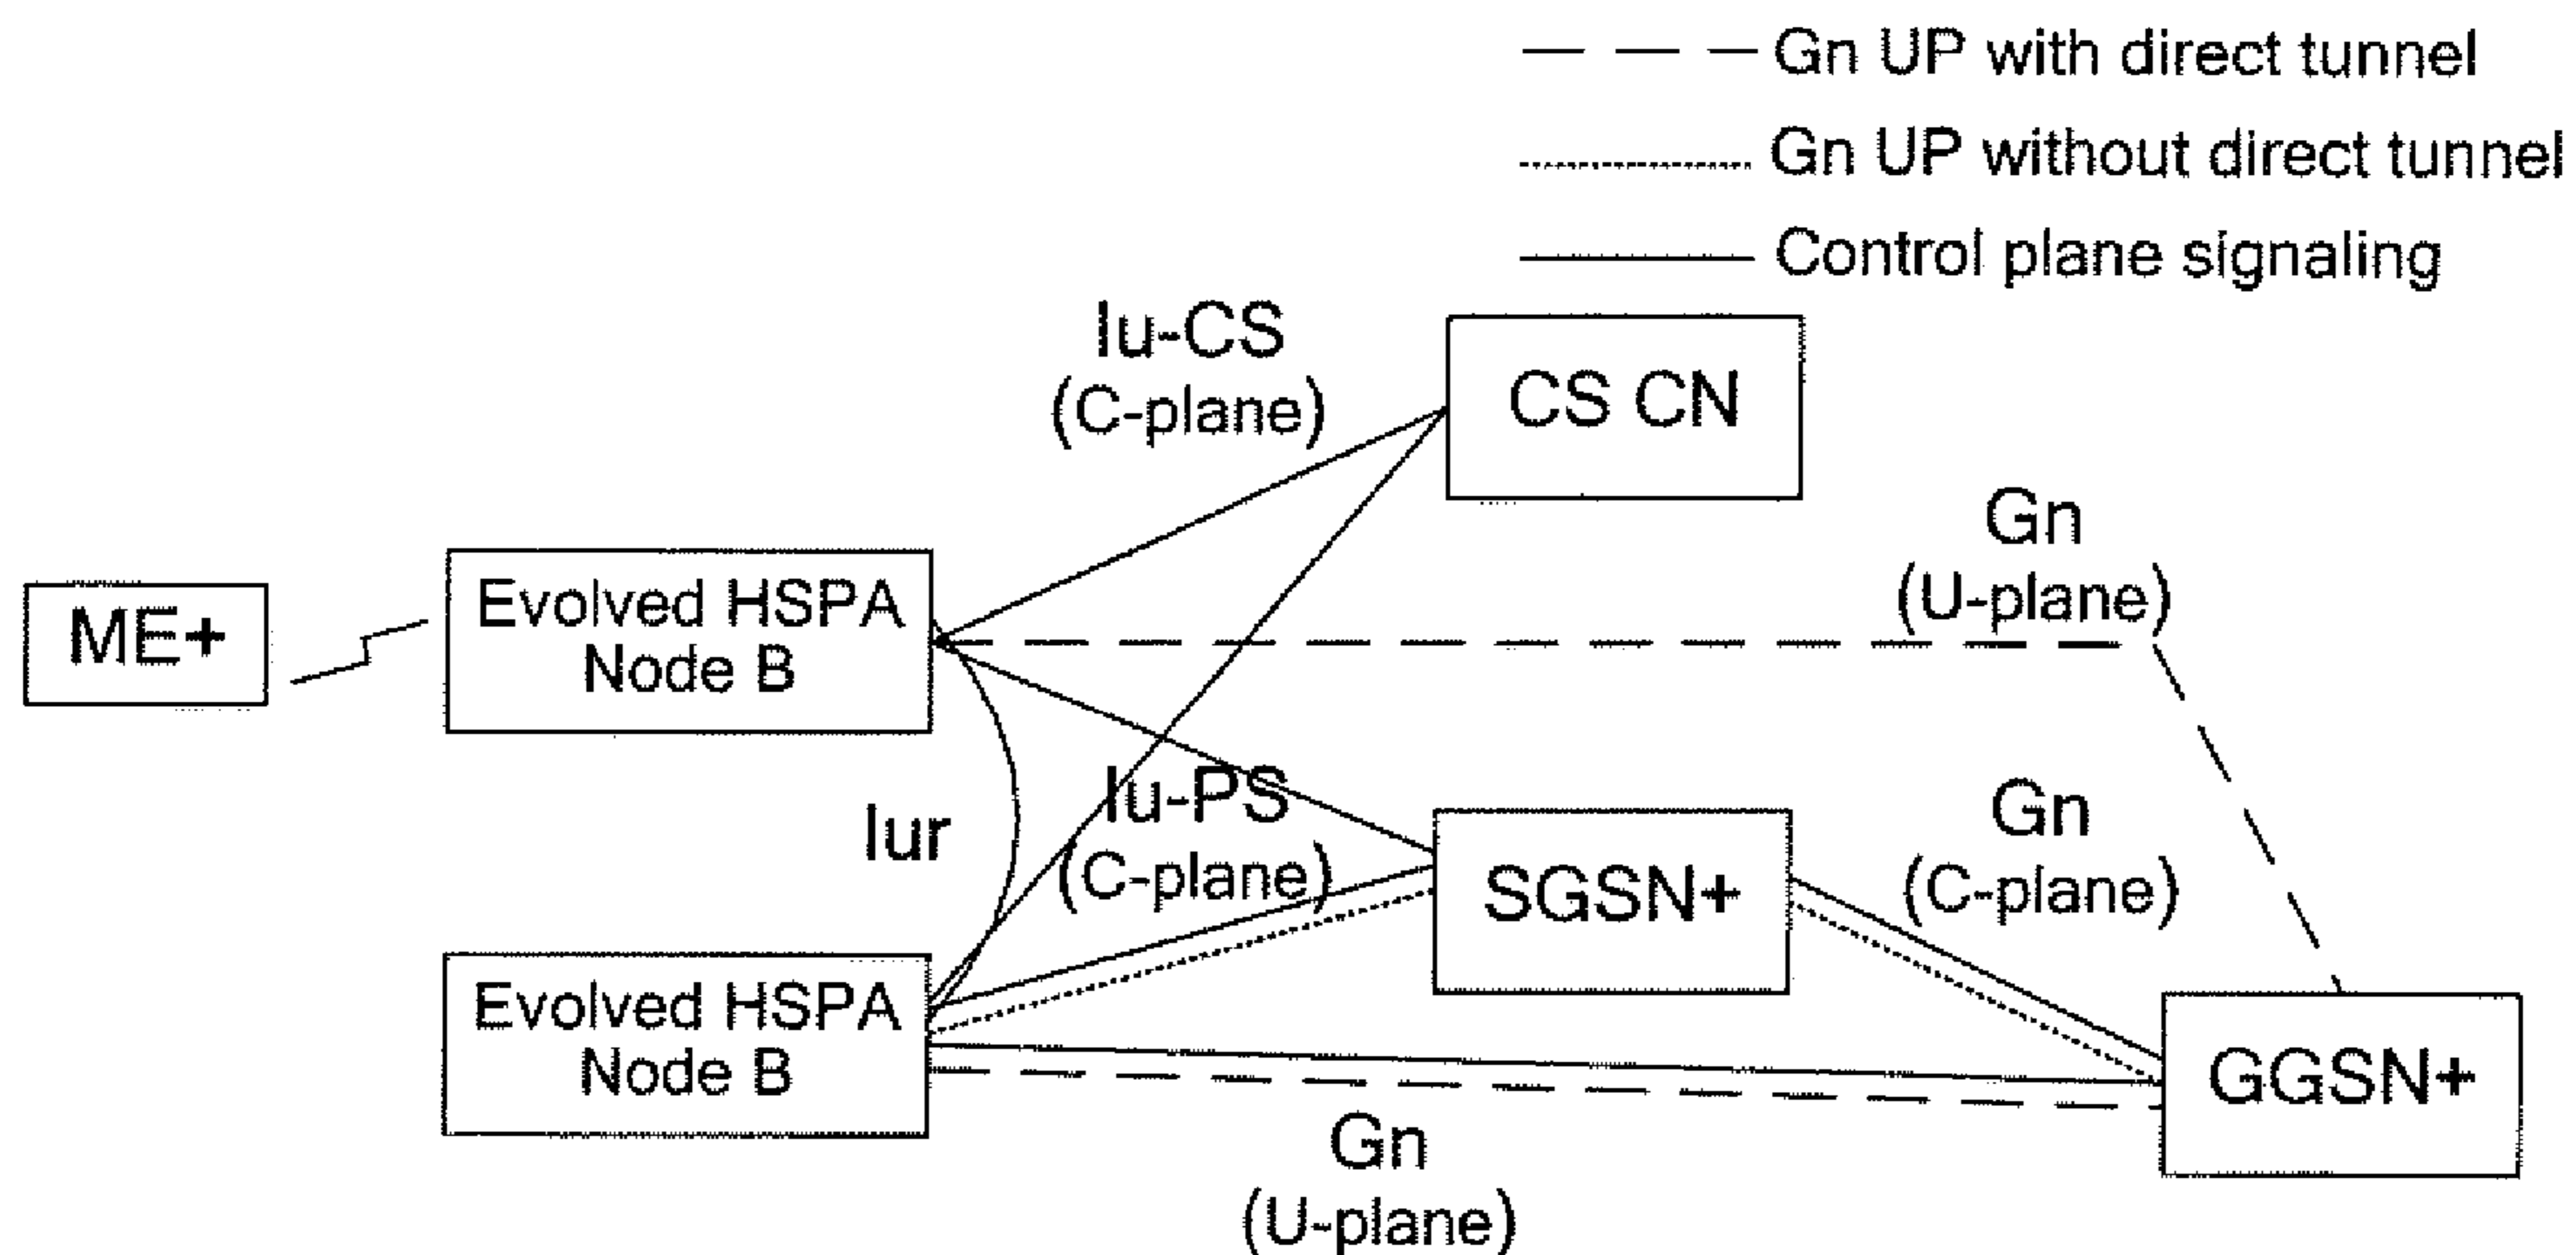 Gn UP with direct tunnel
Gn UP without direct tunnel
Control plane signaling
Iu-CS
(C-plane)
CS CN
Gn
(U-plane)
ME+
Evolved HSPA
Node B
Iur
Iu-PS
(C-plane)
SGSN+
Gn
(C-plane)
Evolved HSPA
Node B
GGSN+
Gn
(U-plane)